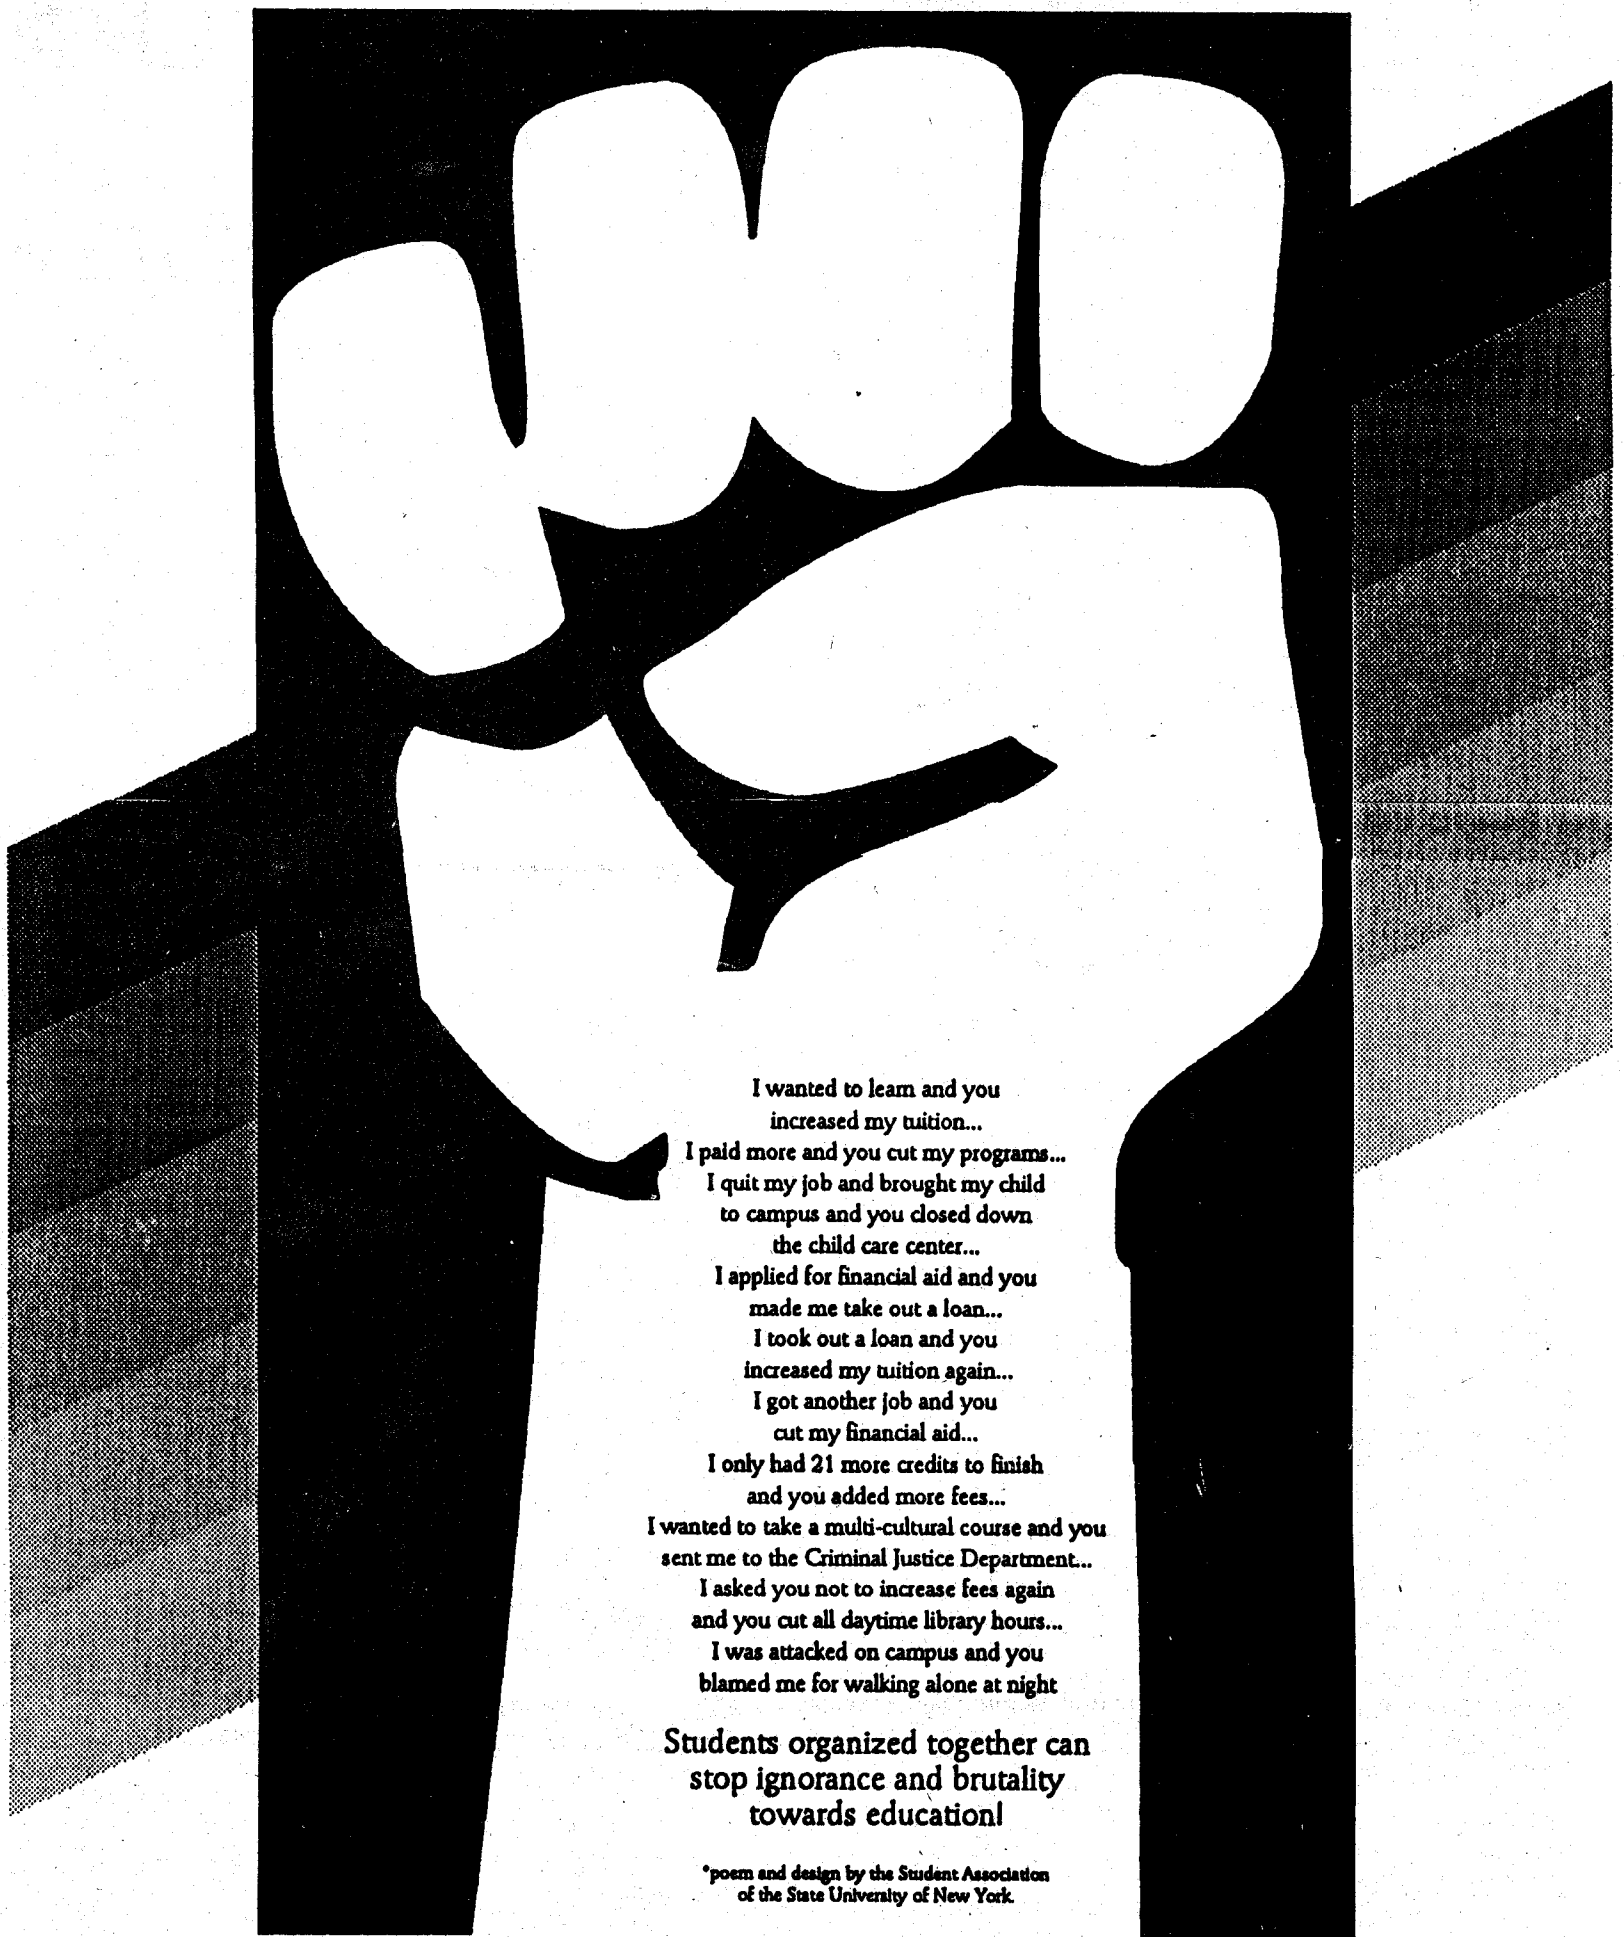 I wanted to learn and you
increased my tuition...
I paid more and you cut my programs...
I quit my job and brought my child
to campus and you closed down
the child care center...
I applied for financial aid and you
made me take out a loan...
I took out a loan and you
increased my tuition again...
I got another job and you
cut my financial aid...
I only had 21 more credits to finish
and you added more fees...
I wanted to take a multi-cultural course and you
sent me to the Criminal Justice Department...
I asked you not to increase fees again
and you cut all daytime library hours...
I was attacked on campus and you
blamed me for walking alone at night
Students organized together can
stop ignorance and brutality
towards education!
*poem and design by the Student Association
of the State University of New York.